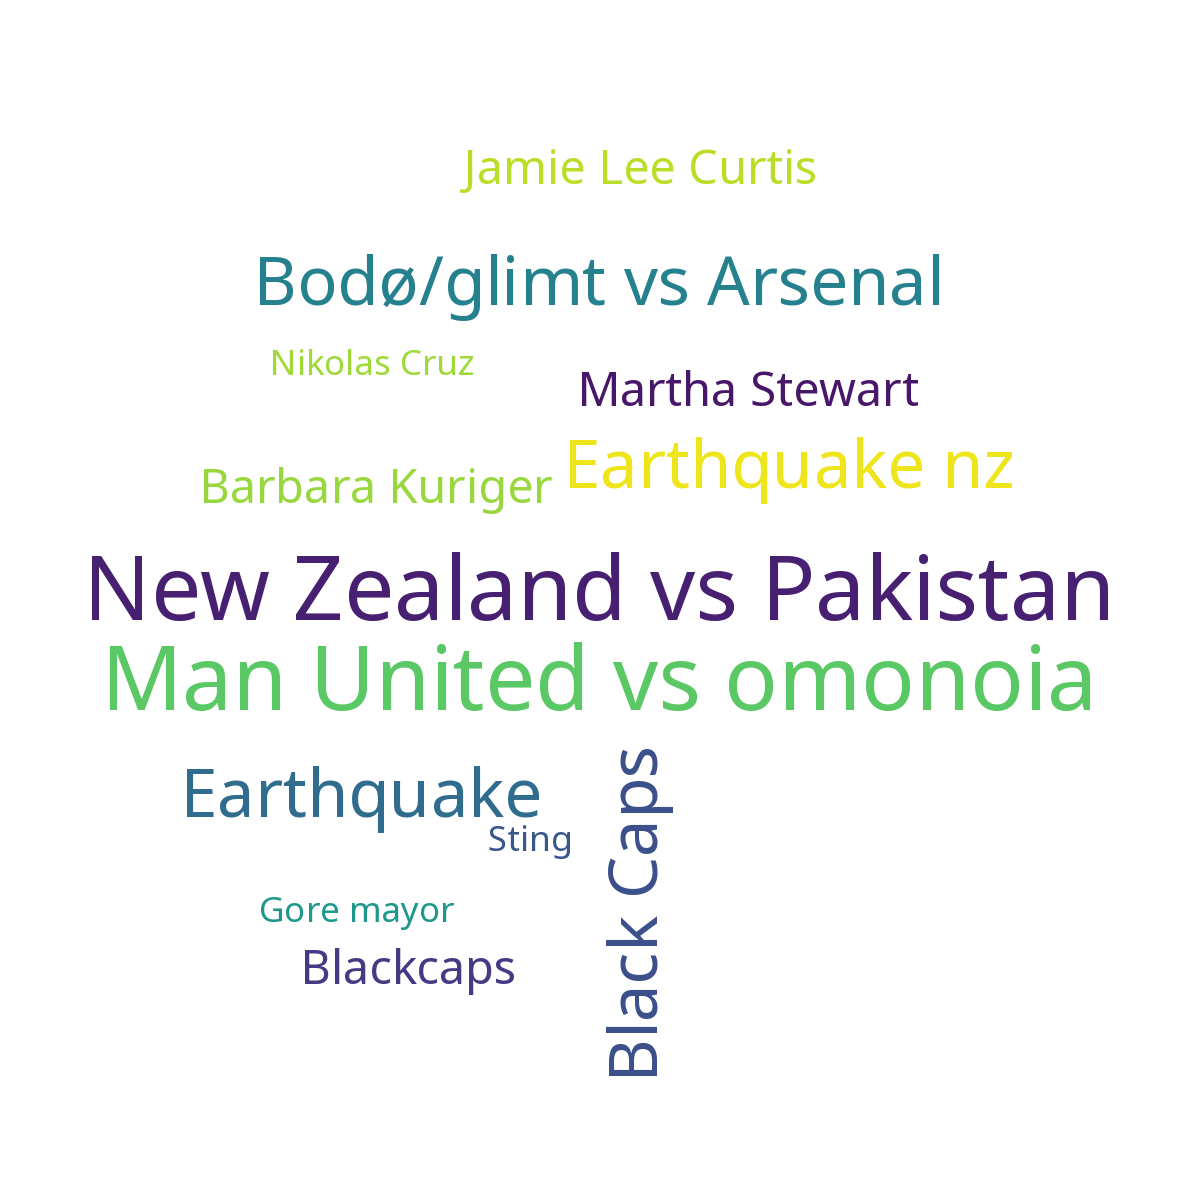 Jamie Lee Curtis
Bodø/glimt vs Arsenal
Nikolas Cruz
Martha Stewart
Earthquake nz
Barbara Kuriger
New Zealand vs Pakistan
Man United vs omonoia
Earthquake
Sting
Black Caps
Gore mayor
Blackcaps